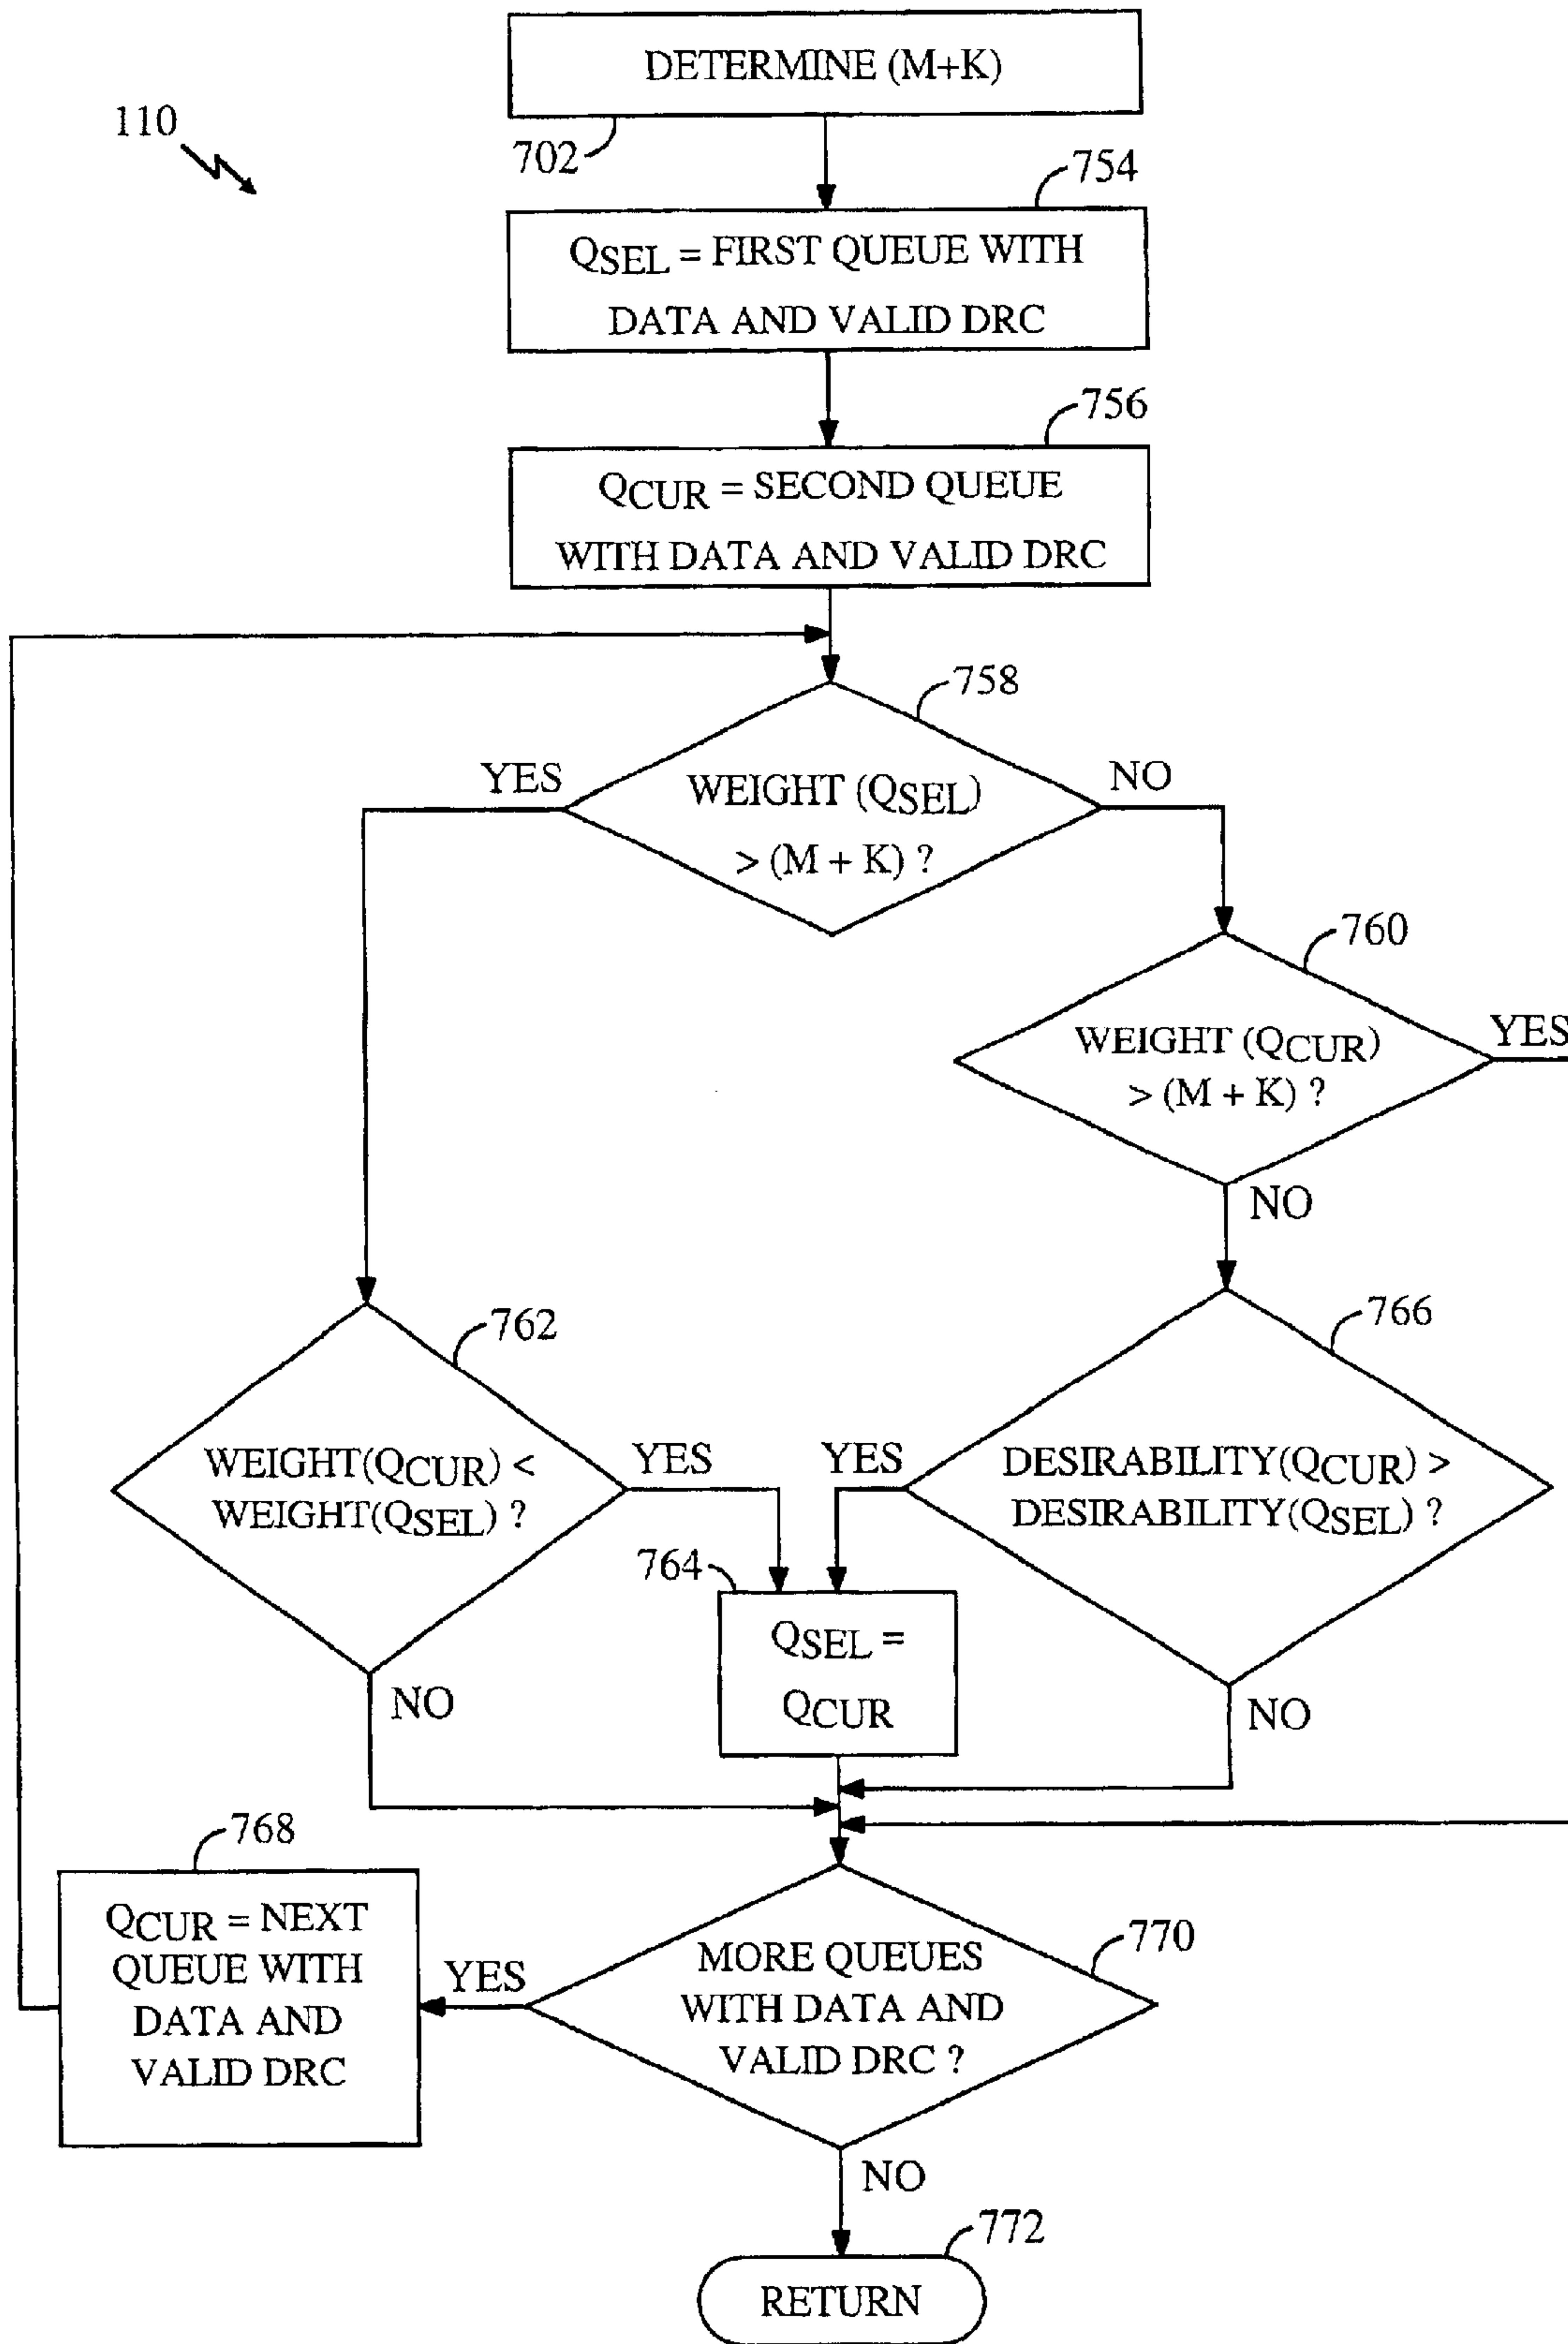 DETERMINE (M+K)
110
702
754
QSEL = FIRST QUEUE WITH
DATA AND VALID DRC
756
QCUR = SECOND QUEUE
WITH DATA AND VALID DRC
758
YES
WEIGHT (QSEL)
> (M + K) ?
NO
760
WEIGHT (QCUR)
> (M + K) ?
YES
NO
762
766
WEIGHT(QCUR) <
WEIGHT(QSEL) ?
YES
YES
DESIRABILITY(QCUR) >
DESIRABILITY(QSEL) ?
764
QSEL =
QCUR
NO
NO
768
QCUR = NEXT
QUEUE WITH
DATA AND
VALID DRC
YES
770
MORE QUEUES
WITH DATA AND
VALID DRC ?
NO
772
RETURN